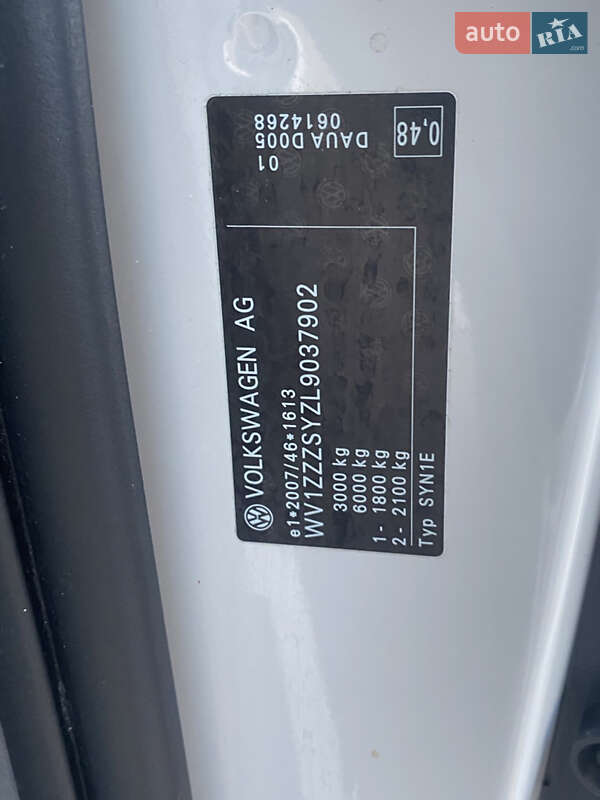 auto RIA
.com
VOLKSWAGEN AG
e1*2007/46*1613
WV1ZZZSYZL9037902
3000 kg
6000 kg
1- 1800 kg
2- 2100 kg
Typ SYN1E
01
DAUA D005
0614268
0,48